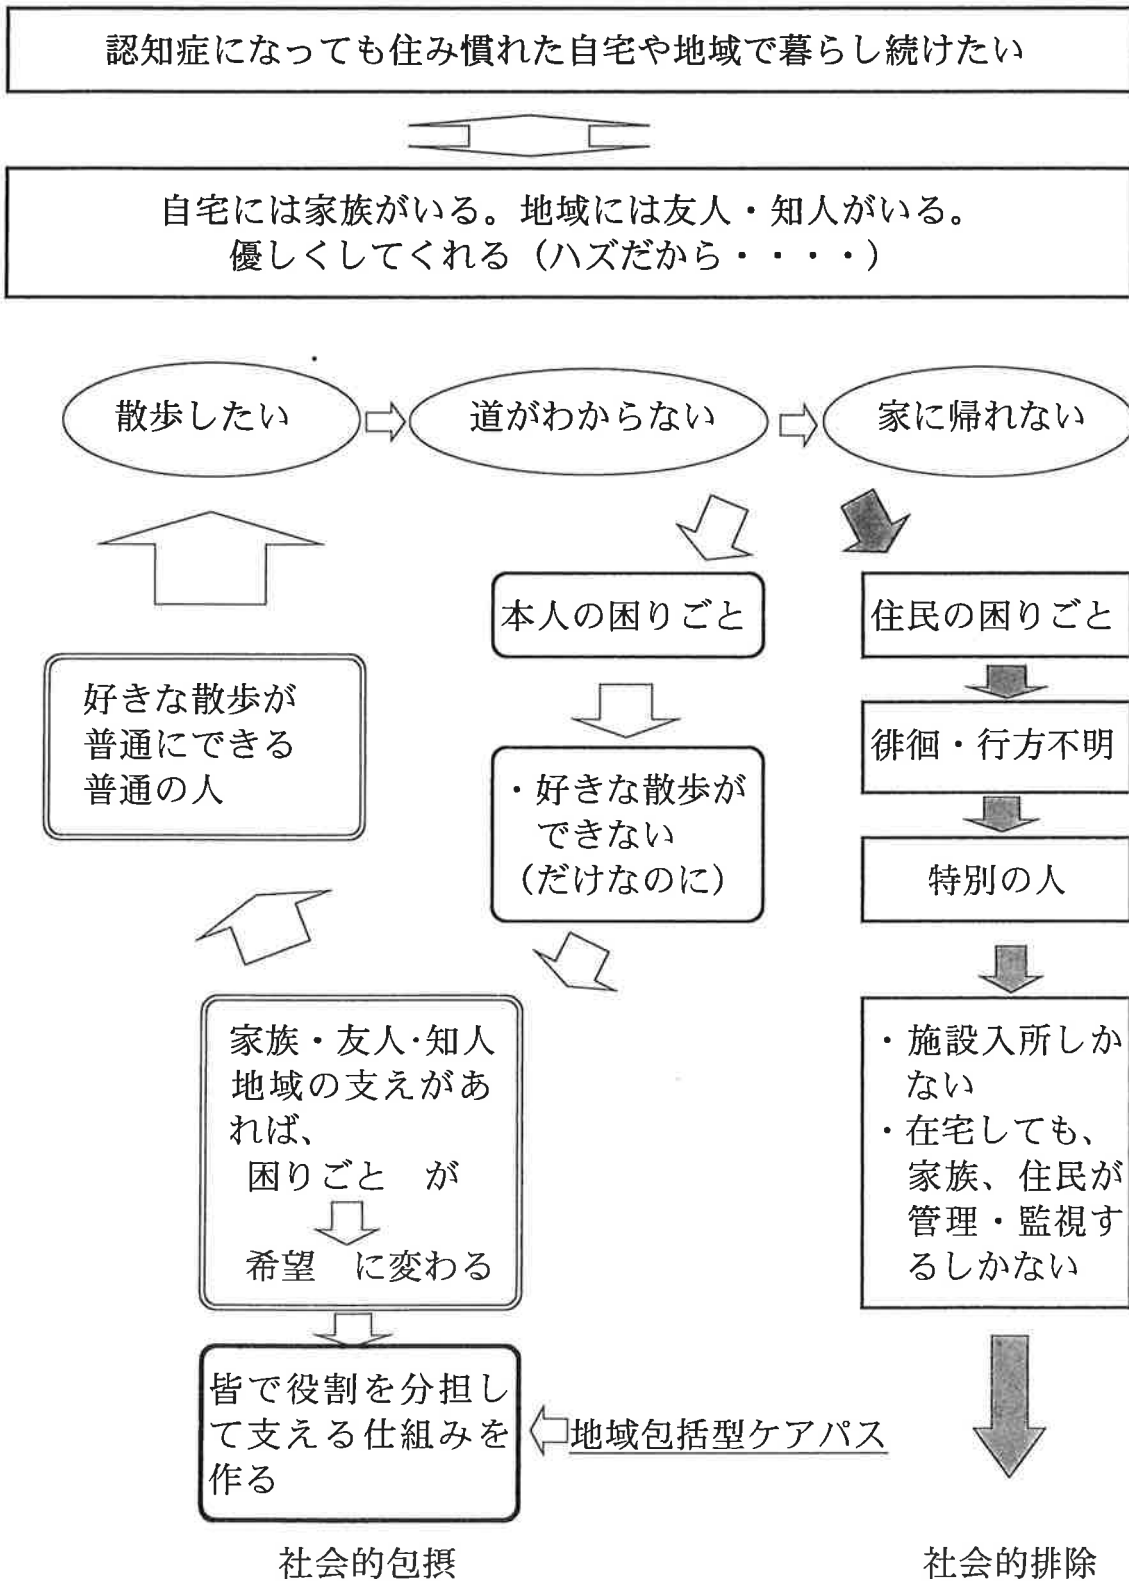 認知症になっても住み慣れた自宅や地域で暮らし続けたい
自宅には家族がいる。地域には友人・知人がいる。
優しくしてくれる（ハズだから・・・・）
散歩したい
道がわからない
家に帰れない
本人の困りごと
住民の困りごと
好きな散歩が
普通にできる
普通の人
・好きな散歩が
できない
（だけなのに）
徘徊・行方不明
特別の人
家族・友人・知人
地域の支えがあ
れば、
困りごと　が
希望　に変わる
・施設入所しか
ない
・在宅しても、
家族、住民が
管理・監視す
るしかない
皆で役割を分担し
て支える仕組みを
作る
地域包括型ケアパス
社会的包摂
社会的排除